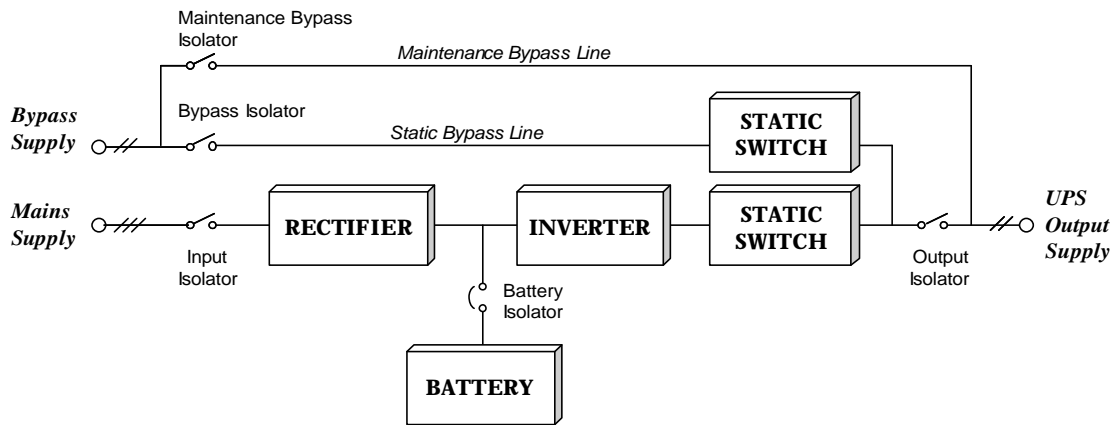 Maintenance Bypass
Isolator
Maintenance Bypass Line
Bypass
Supply
Bypass Isolator
Static Bypass Line
STATIC
SWITCH
Mains
Supply
Input
Isolator
RECTIFIER
INVERTER
STATIC
SWITCH
Output
Isolator
UPS
Output
Supply
Battery
Isolator
BATTERY